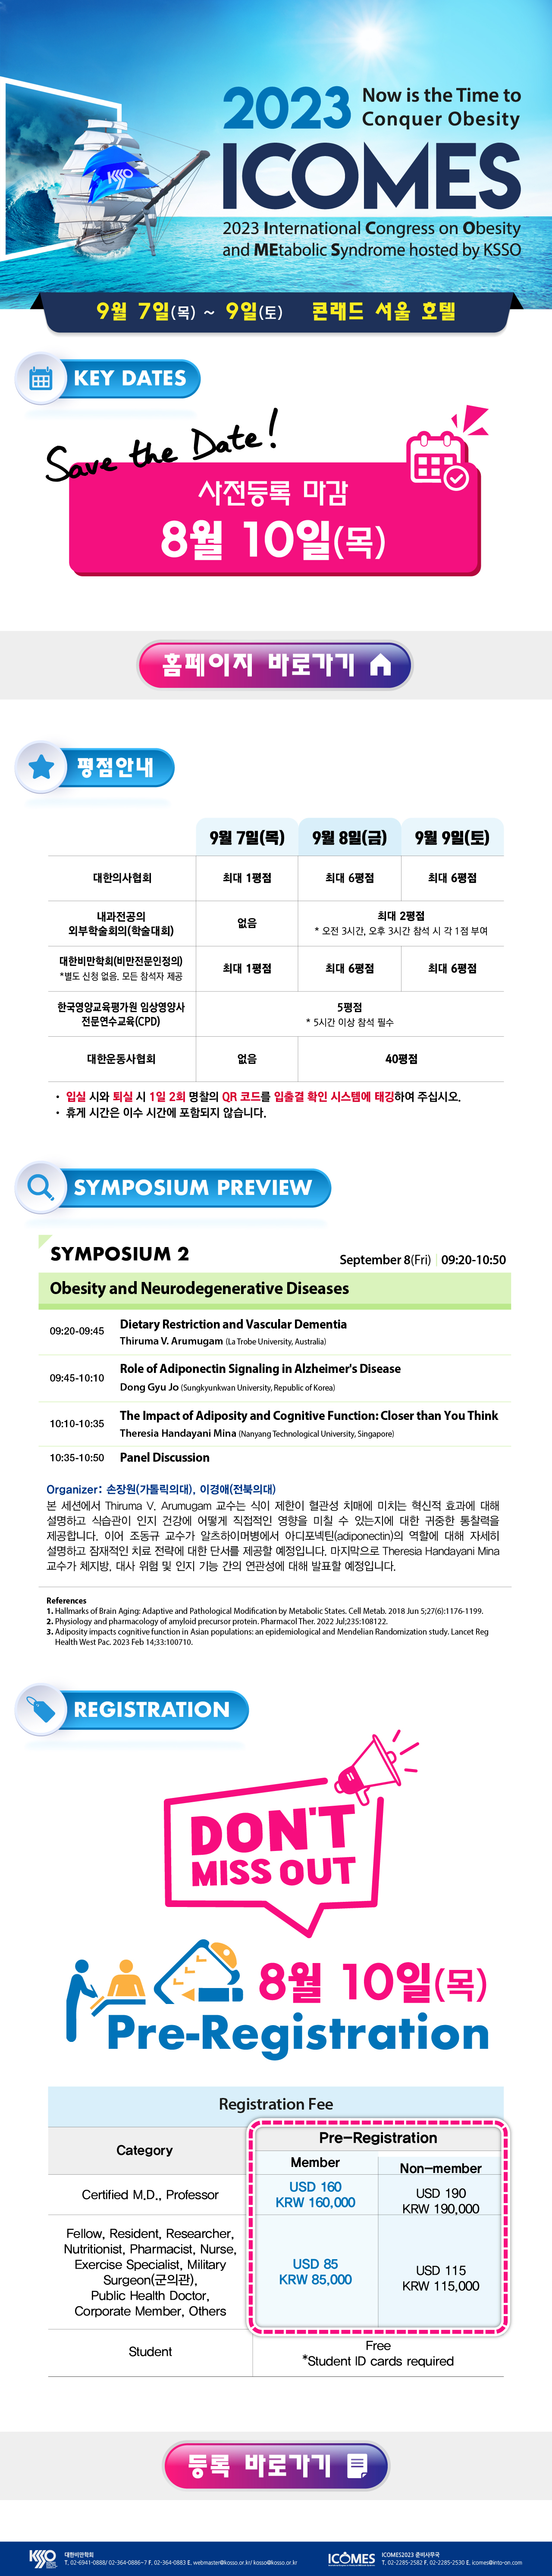 2023 Now is the Time to
Conquer Obesity
ICOMES
2023 International Congress on Obesity
and MEtabolic Syndrome hosted by KSSO
KSSO
9월 7일(목) ~ 9일(토) 콘래드 서울 호텔
KEY DATES
Save the Date!
사전등록 마감
8월 10일(목)
홈페이지 바로가기
평점안내
9월 7일(목) 9월 8일(금) 9월 9일(토)
대한의사협회 최대 1평점 최대 6평점 최대 6평점
내과전공의
외부학술회의(학술대회) 없음 최대 2평점
* 오전 3시간, 오후 3시간 참석 시 각 1점 부여
대한비만학회(비만전문인정의)
*별도 신청 없음, 모든 참석자 제공 최대 1평점 최대 6평점 최대 6평점
한국영양교육평가원 임상영양사
전문연수교육(CPD) 5평점
* 5시간 이상 참석 필수
대한운동사협회 없음 40평점
• 입실 시와 퇴실 시 1일 2회 명찰의 QR 코드를 입출결 확인 시스템에 태깅하여 주십시오.
• 휴게 시간은 이수 시간에 포함되지 않습니다.
SYMPOSIUM PREVIEW
SYMPOSIUM 2 September 8(Fri) | 09:20-10:50
Obesity and Neurodegenerative Diseases
09:20-09:45 Dietary Restriction and Vascular Dementia
Thiruma V. Arumugam (La Trobe University, Australia)
09:45-10:10 Role of Adiponectin Signaling in Alzheimer's Disease
Dong Gyu Jo (Sungkyunkwan University, Republic of Korea)
10:10-10:35 The Impact of Adiposity and Cognitive Function: Closer than You Think
Theresia Handayani Mina (Nanyang Technological University, Singapore)
10:35-10:50 Panel Discussion
Organizer: 손장원(가톨릭의대), 이경애(전북의대)
본 세션에서 Thiruma V. Arumugam 교수는 식이 제한이 혈관성 치매에 미치는 혁신적 효과에 대해
설명하고 식습관이 인지 건강에 어떻게 직접적인 영향을 미칠 수 있는지에 대한 귀중한 통찰력을
제공합니다. 이어 조동규 교수가 알츠하이머병에서 아디포넥틴(adiponectin)의 역할에 대해 자세히
설명하고 잠재적인 치료 전략에 대한 단서를 제공할 예정입니다. 마지막으로 Theresia Handayani Mina
교수가 체지방, 대사 위험 및 인지 기능 간의 연관성에 대해 발표할 예정입니다.
References
1. Hallmarks of Brain Aging: Adaptive and Pathological Modification by Metabolic States. Cell Metab. 2018 Jun 5;27(6):1176-1199.
2. Physiology and pharmacology of amyloid precursor protein. Pharmacol Ther. 2022 Jul;235:108122.
3. Adiposity impacts cognitive function in Asian populations: an epidemiological and Mendelian Randomization study. Lancet Reg
Health West Pac. 2023 Feb 14;33:100710.
REGISTRATION
DON'T
MISS OUT
8월 10일(목)
Pre-Registration
Registration Fee
Category Pre-Registration
Member Non-member
Certified M.D., Professor USD 160
KRW 160,000 USD 190
KRW 190,000
Fellow, Resident, Researcher,
Nutritionist, Pharmacist, Nurse,
Exercise Specialist, Military
Surgeon(군의관),
Public Health Doctor,
Corporate Member, Others USD 85
KRW 85,000 USD 115
KRW 115,000
Student Free
*Student ID cards required
등록 바로가기
KSSO 대한비만학회
T. 02-6941-0888/ 02-364-0886~7 F. 02-364-0883 E. webmaster@kosso.or.kr/ kosso@kosso.or.kr
ICOMES ICOMES2023 준비사무국
T. 02-2285-2582 F. 02-2285-2530 E. icomes@into-on.com